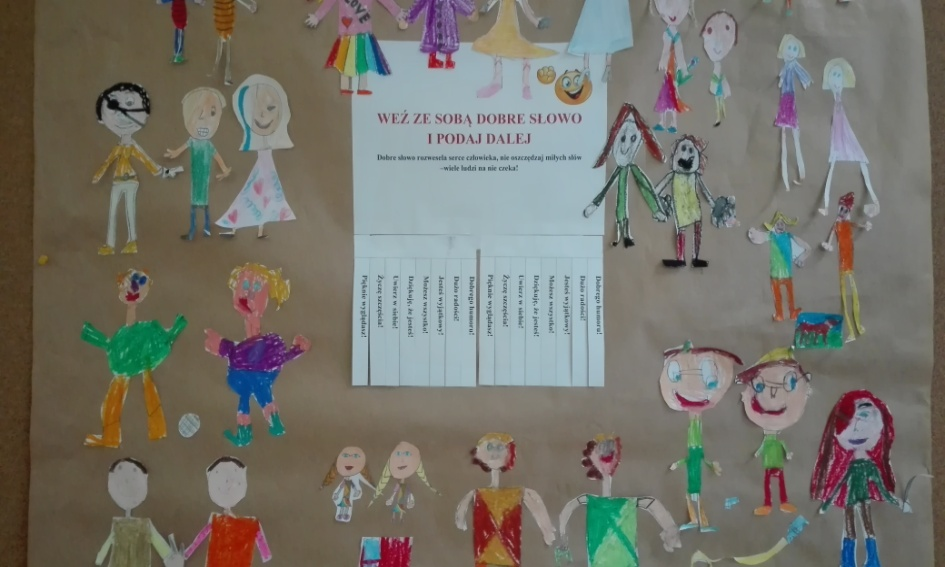 LOVE
WEŹ ZE SOBĄ DOBRE SŁOWO
I PODAJ DALEJ
Dobre słowo rozwesela serce człowieka, nie oszczędzaj miłych słów
-wiele ludzi na nie czeka!
Pięknie wyglądasz!
Życzę szczęścia!
Uwierz w siebie!
Dziękuję, że jesteś!
Możesz wszystko!
Jesteś wyjątkowy!
Dużo radości!
Dobrego humoru!
Pięknie wyglądasz!
Życzę szczęścia!
Uwierz w siebie!
Dziękuję, że jesteś!
Możesz wszystko!
Jesteś wyjątkowy!
Dużo radości!
Dobrego humoru!